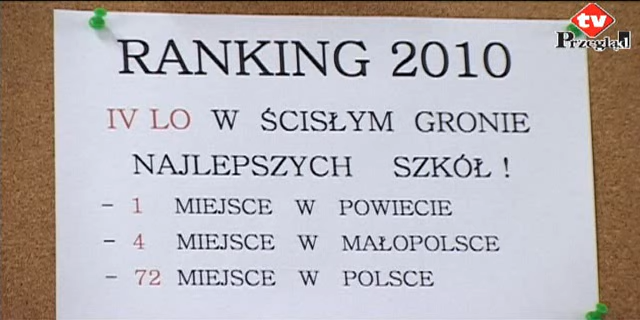 tv
Przegląd
RANKING 2010
IV LO W ŚCISŁYM GRONIE
NAJLEPSZYCH SZKÓŁ !
- 1 MIEJSCE W POWIECIE
- 4 MIEJSCE W MAŁOPOLSCE
- 72 MIEJSCE W POLSCE